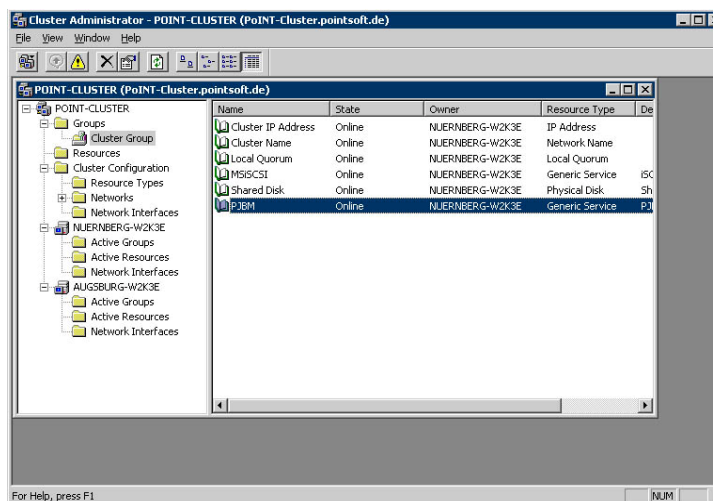 Cluster Administrator - POINT-CLUSTER (PoINT-Cluster.pointsoft.de)
File View Window Help
POINT-CLUSTER (PoINT-Cluster.pointsoft.de)
POINT-CLUSTER
Groups
Cluster Group
Resources
Cluster Configuration
Resource Types
Networks
Network Interfaces
NUERNBERG-W2K3E
Active Groups
Active Resources
Network Interfaces
AUGSBURG-W2K3E
Active Groups
Active Resources
Network Interfaces
Name State Owner Resource Type De
Cluster IP Address Online NUERNBERG-W2K3E IP Address
Cluster Name Online NUERNBERG-W2K3E Network Name
Local Quorum Online NUERNBERG-W2K3E Local Quorum
MSiSCSI Online NUERNBERG-W2K3E Generic Service iSC
Shared Disk Online NUERNBERG-W2K3E Physical Disk Sh
PJBM Online NUERNBERG-W2K3E Generic Service PJI
For Help, press F1 NUM